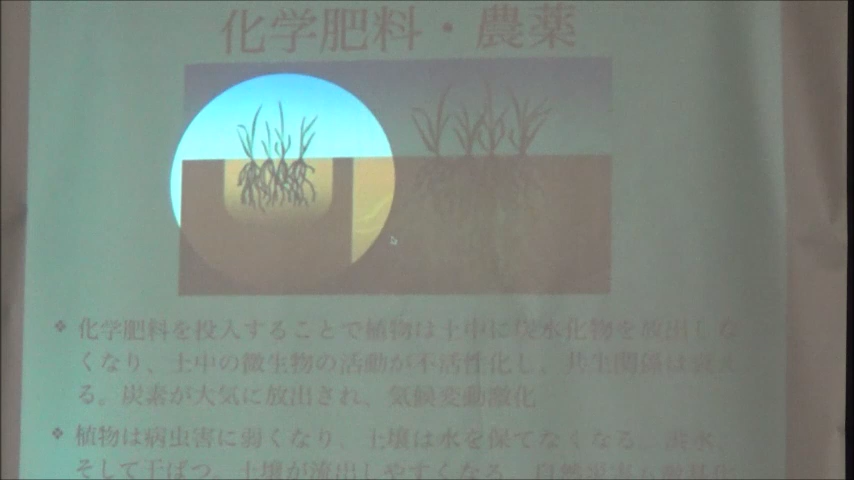 化学肥料・農薬
❖ 化学肥料を投入することで植物は土中に炭水化物を放出しな
くなり、土中の微生物の活動が不活性化し、共生関係は衰え
る。炭素が大気に放出され、気候変動激化
❖ 植物は病虫害に弱くなり、土壌は水を保てなくなる。洪水、
そして干ばつ。土壌が流出しやすくなる。自然災害